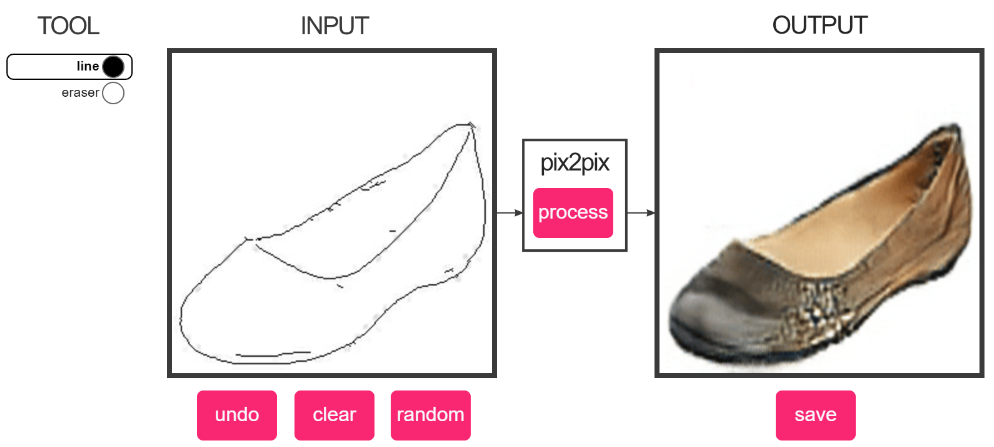 TOOL
INPUT
OUTPUT
line
eraser
pix2pix
process
undo
clear
random
save